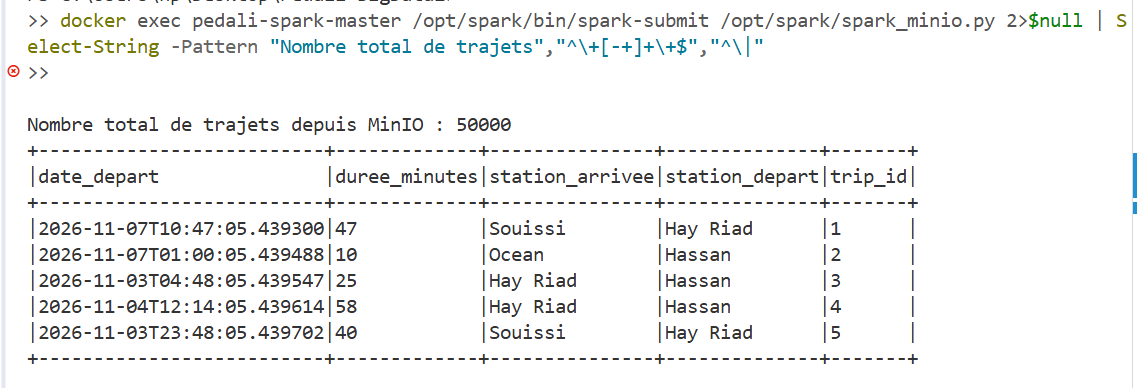 >> docker exec pedali-spark-master /opt/spark/bin/spark-submit /opt/spark/spark_minio.py 2>$null | S
elect-String -Pattern "Nombre total de trajets","^\+[-+]+\+$","^\|"
>>
Nombre total de trajets depuis MinIO : 50000
+--------------------------+-------------+---------------+--------------+-------+
|date_depart               |duree_minutes|station_arrivee|station_depart|trip_id|
+--------------------------+-------------+---------------+--------------+-------+
|2026-11-07T10:47:05.439300|47           |Souissi        |Hay Riad      |1      |
|2026-11-07T01:00:05.439488|10           |Ocean          |Hassan        |2      |
|2026-11-03T04:48:05.439547|25           |Hay Riad       |Hassan        |3      |
|2026-11-04T12:14:05.439614|58           |Hay Riad       |Hassan        |4      |
|2026-11-03T23:48:05.439702|40           |Souissi        |Hay Riad      |5      |
+--------------------------+-------------+---------------+--------------+-------+